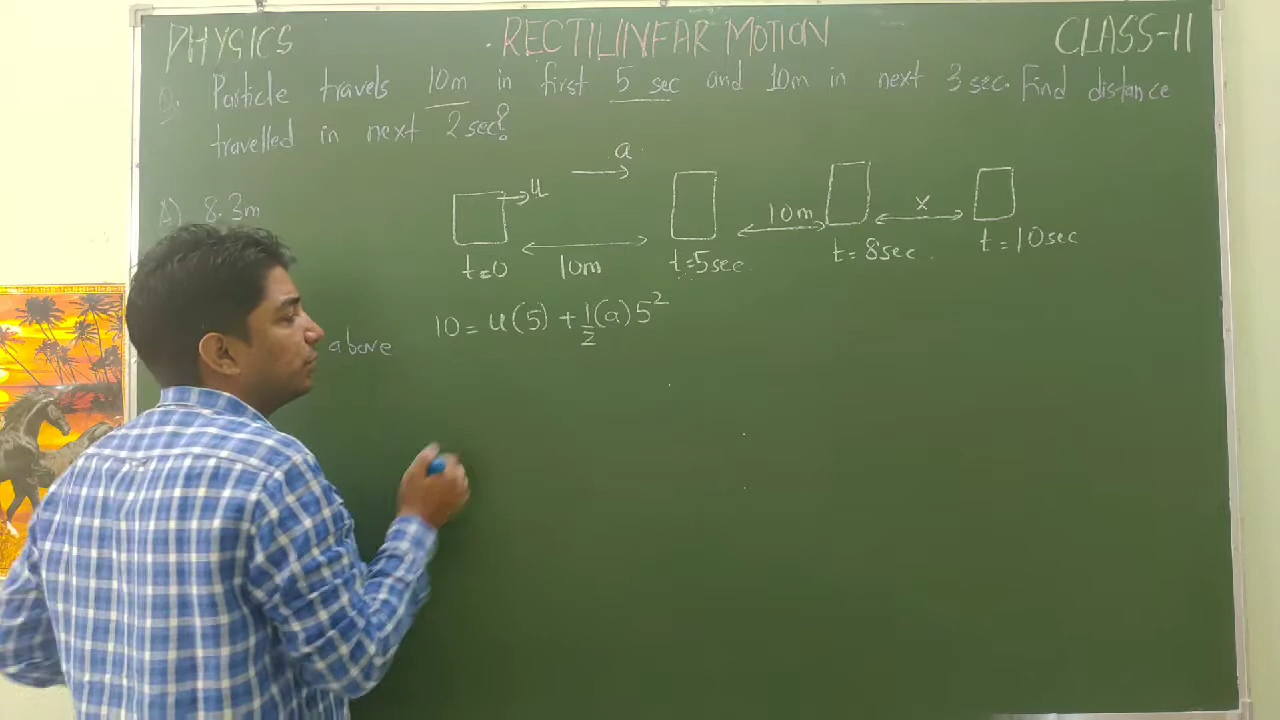 PHYSICS RECTILINEAR MOTION CLASS-11
Q. Particle travels 10m in first 5 sec and 10m in next 3 sec. Find distance
travelled in next 2 sec?
a
A) 8.3m
u
10m
x
t=0
10m
t=5sec
t=8sec
t=10sec
10=u(5)+1/2(a)5²
above